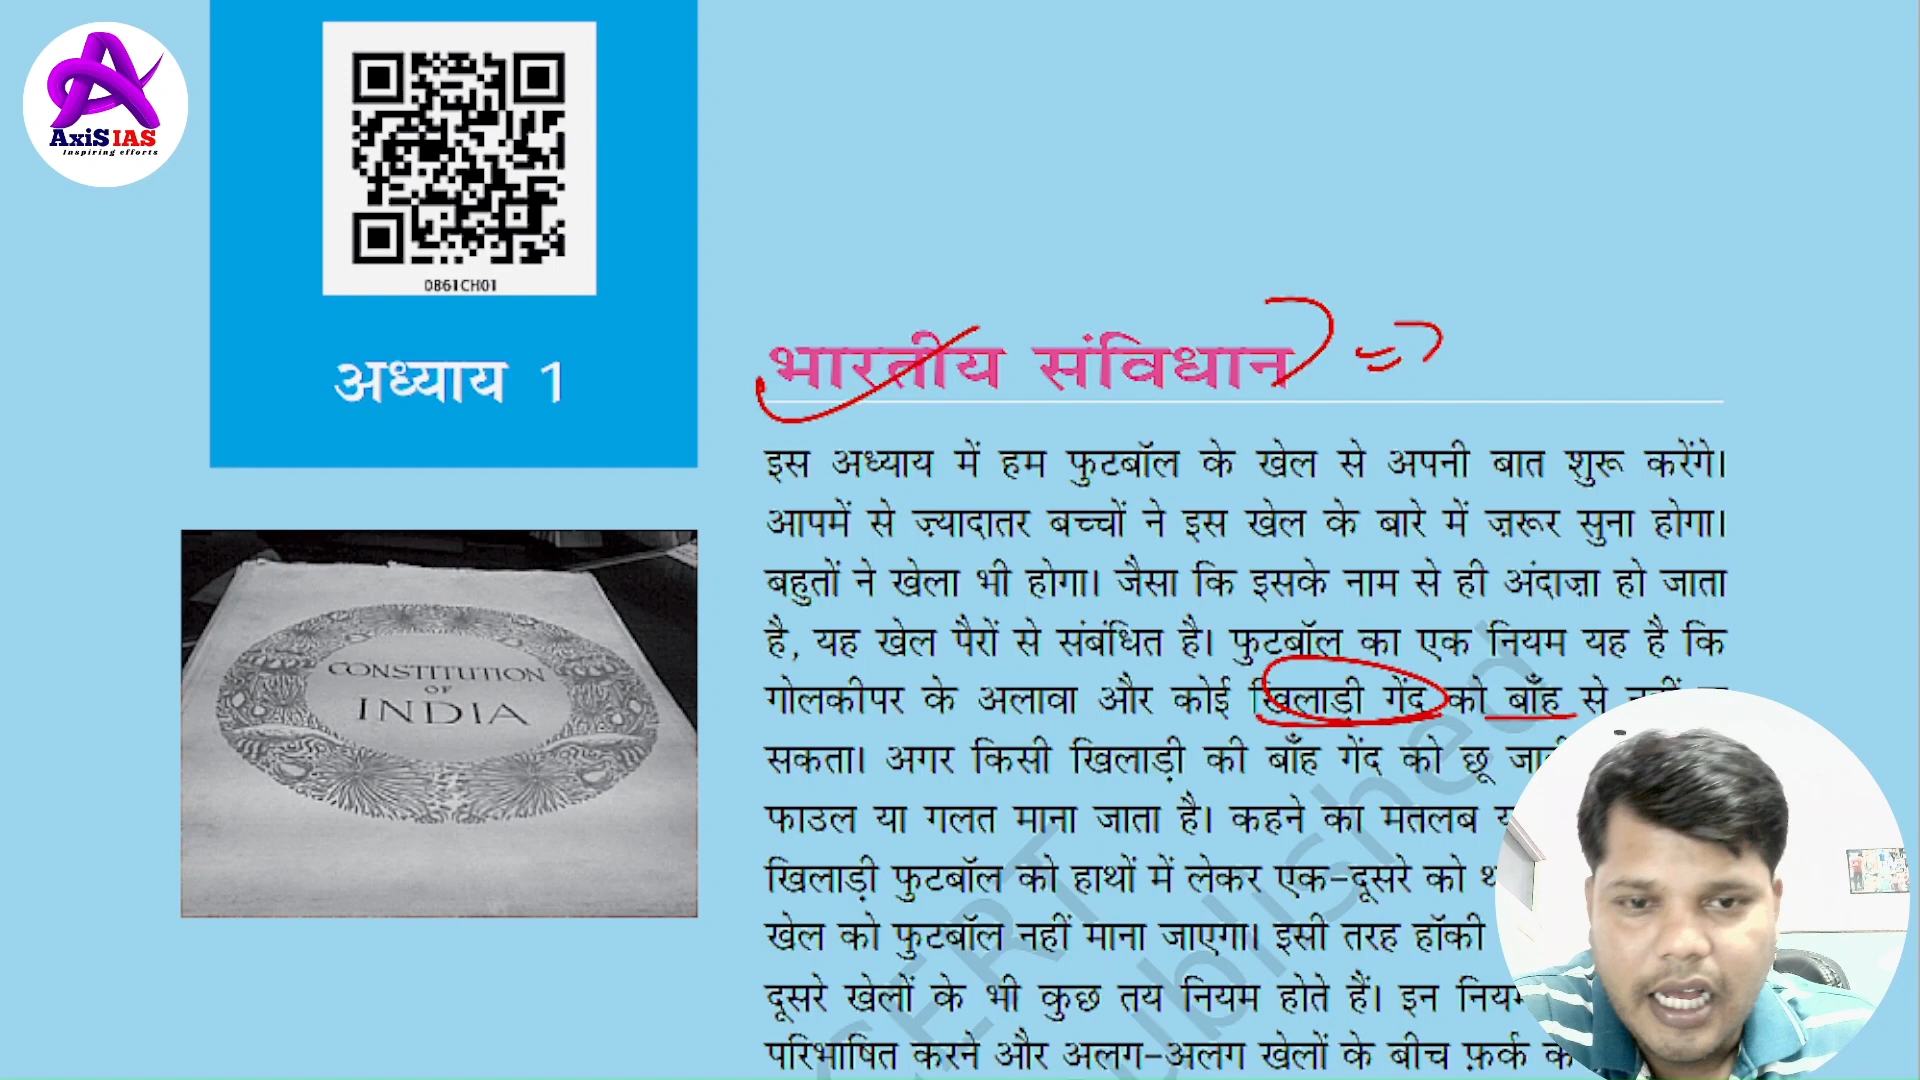 AxiS IAS
Inspiring efforts
0861CH01
अध्याय 1
CONSTITUTION
OF
INDIA
भारतीय संविधान
इस अध्याय में हम फुटबॉल के खेल से अपनी बात शुरू करेंगे।
आपमें से ज़्यादातर बच्चों ने इस खेल के बारे में ज़रूर सुना होगा।
बहुतों ने खेला भी होगा। जैसा कि इसके नाम से ही अंदाज़ा हो जाता
है, यह खेल पैरों से संबंधित है। फुटबॉल का एक नियम यह है कि
गोलकीपर के अलावा और कोई खिलाड़ी गेंद को बाँह से
सकता। अगर किसी खिलाड़ी की बाँह गेंद को छू
फाउल या गलत माना जाता है। कहने का मतलब
खिलाड़ी फुटबॉल को हाथों में लेकर एक-दूसरे को
खेल को फुटबॉल नहीं माना जाएगा। इसी तरह हॉकी
दूसरे खेलों के भी कुछ तय नियम होते हैं। इन
परिभाषित करने और अलग-अलग खेलों के बीच फ़र्क